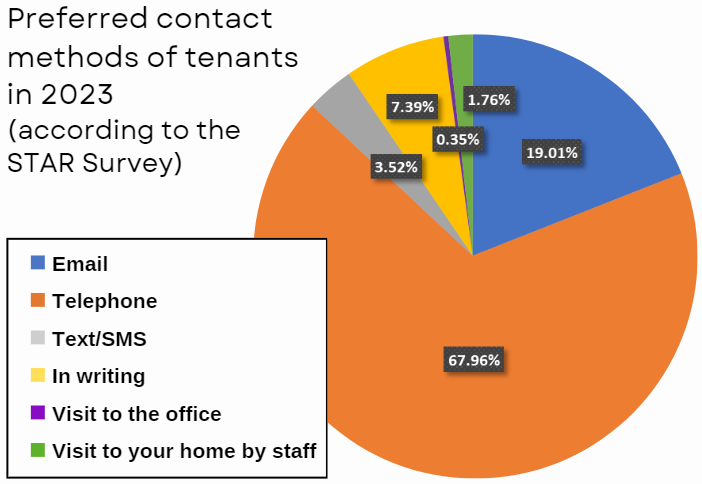 Preferred contact
methods of tenants
in 2023
(according to the
STAR Survey)
7.39%
1.76%
0.35%
19.01%
3.52%
67.96%
Email
Telephone
Text/SMS
In writing
Visit to the office
Visit to your home by staff